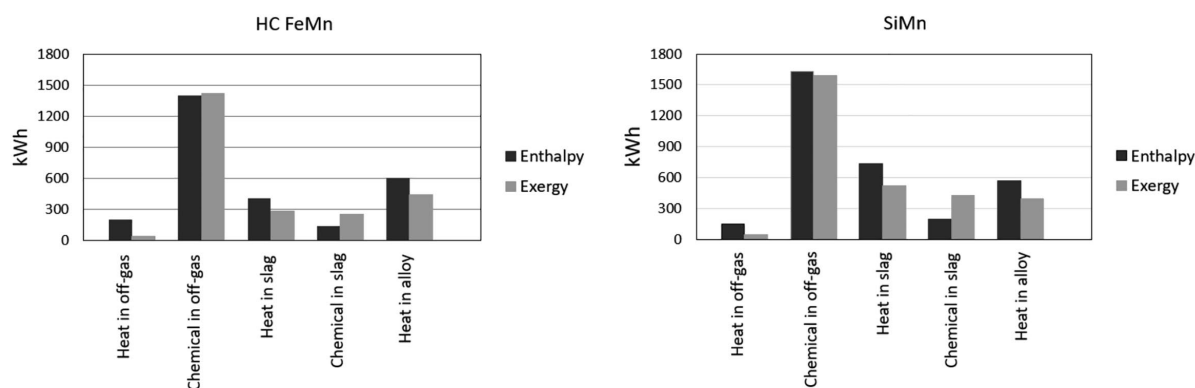 HC FeMn
1800
1500
1200
900
600
300
0
kWh
Enthalpy
Exergy
Heat in off-gas
Chemical in off-gas
Heat in slag
Chemical in slag
Heat in alloy
SiMn
1800
1500
1200
900
600
300
0
kWh
Enthalpy
Exergy
Heat in off-gas
Chemical in off-gas
Heat in slag
Chemical in slag
Heat in alloy